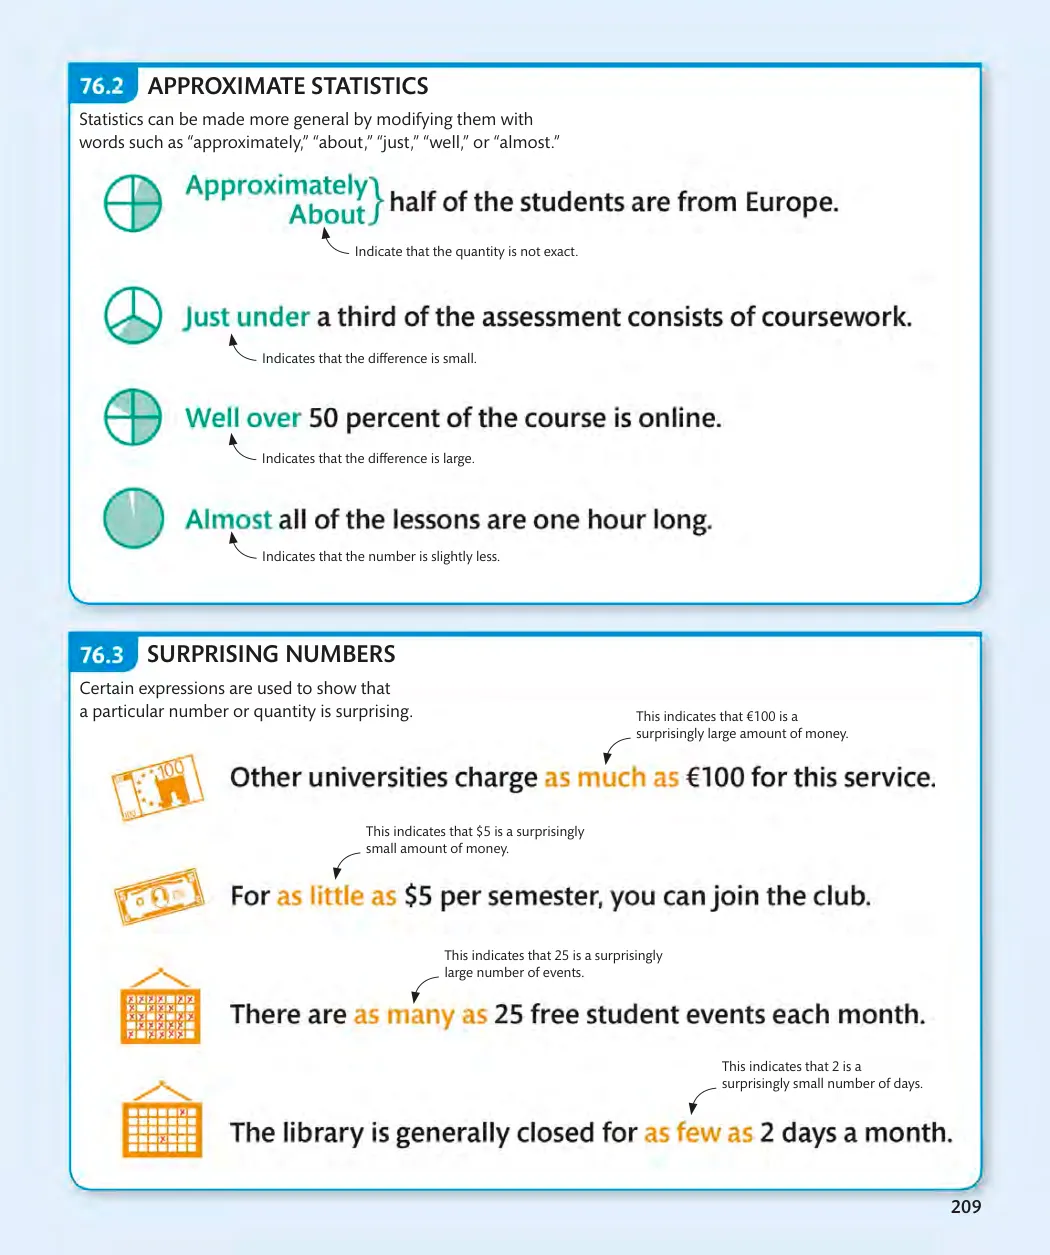 76.2 APPROXIMATE STATISTICS
Statistics can be made more general by modifying them with
words such as “approximately,” “about,” “just,” “well,” or “almost.”
Approximately
About
half of the students are from Europe.
Indicate that the quantity is not exact.
Just under a third of the assessment consists of coursework.
Indicates that the difference is small.
Well over 50 percent of the course is online.
Indicates that the difference is large.
Almost all of the lessons are one hour long.
Indicates that the number is slightly less.
76.3 SURPRISING NUMBERS
Certain expressions are used to show that
a particular number or quantity is surprising.
This indicates that €100 is a
surprisingly large amount of money.
100
Other universities charge as much as €100 for this service.
This indicates that $5 is a surprisingly
small amount of money.
For as little as $5 per semester, you can join the club.
This indicates that 25 is a surprisingly
large number of events.
There are as many as 25 free student events each month.
This indicates that 2 is a
surprisingly small number of days.
The library is generally closed for as few as 2 days a month.
209